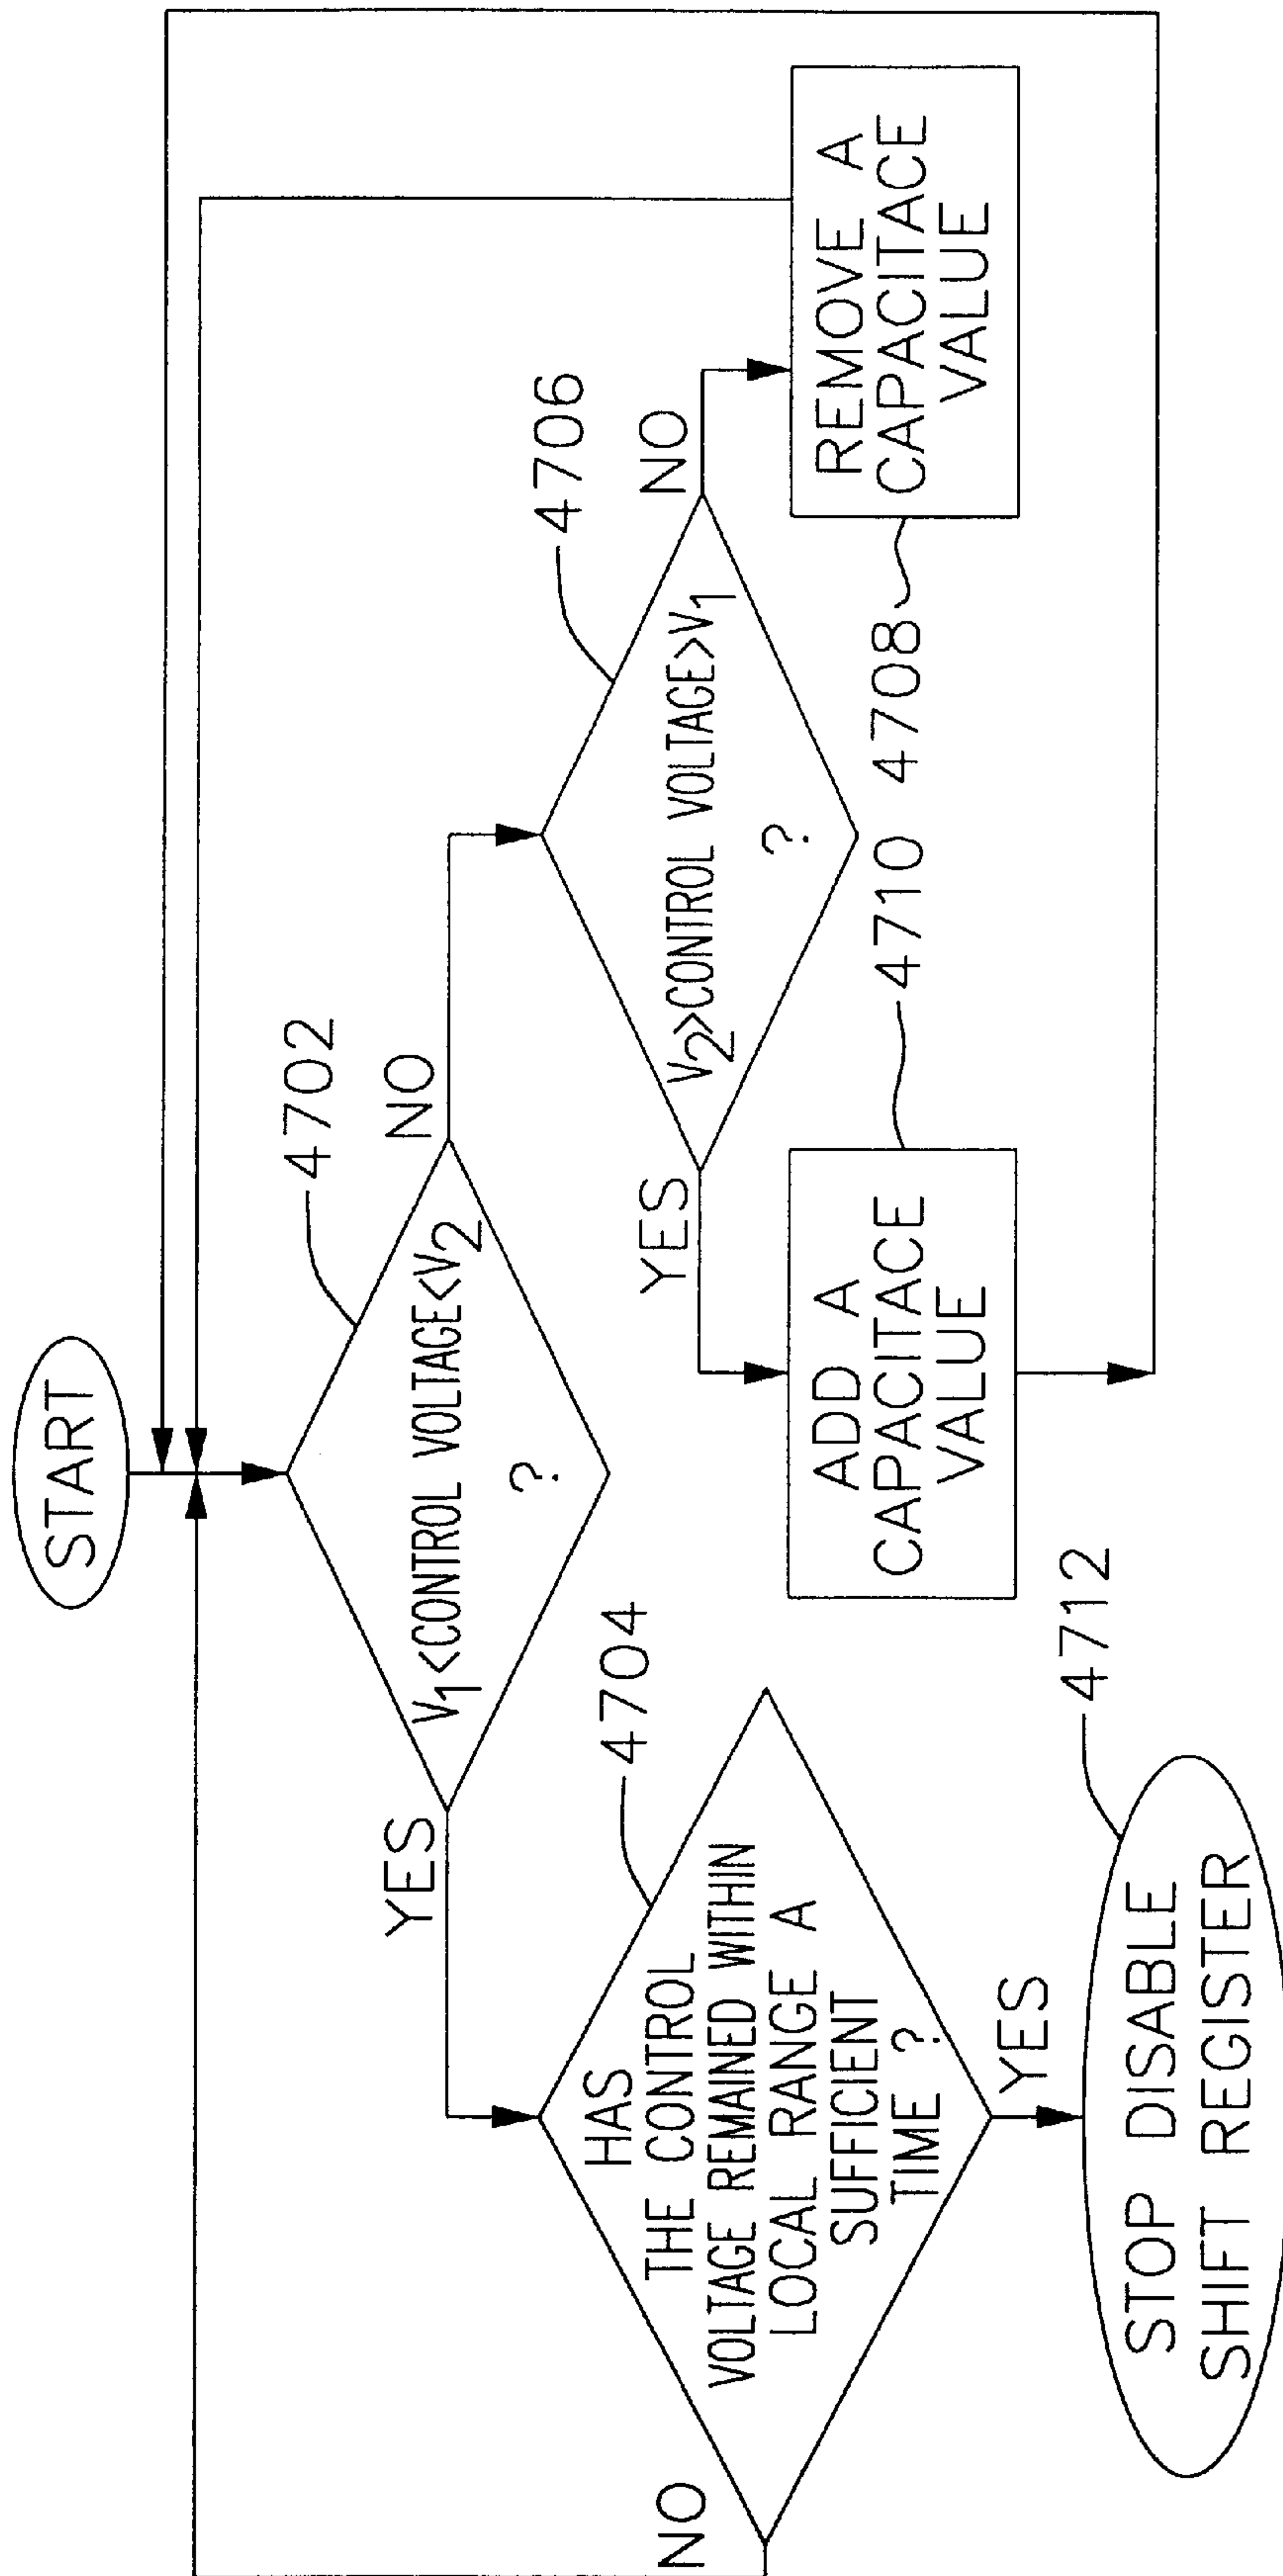 START
4702
V1<CONTROL VOLTAGE<V2
?
YES
NO
4704
HAS
THE CONTROL
VOLTAGE REMAINED WITHIN
LOCAL RANGE A
SUFFICIENT
TIME ?
NO
YES
4706
V2>CONTROL VOLTAGE>V1
?
YES
NO
ADD A
CAPACITACE
VALUE
4710
4708
REMOVE A
CAPACITACE
VALUE
4712
STOP DISABLE
SHIFT REGISTER